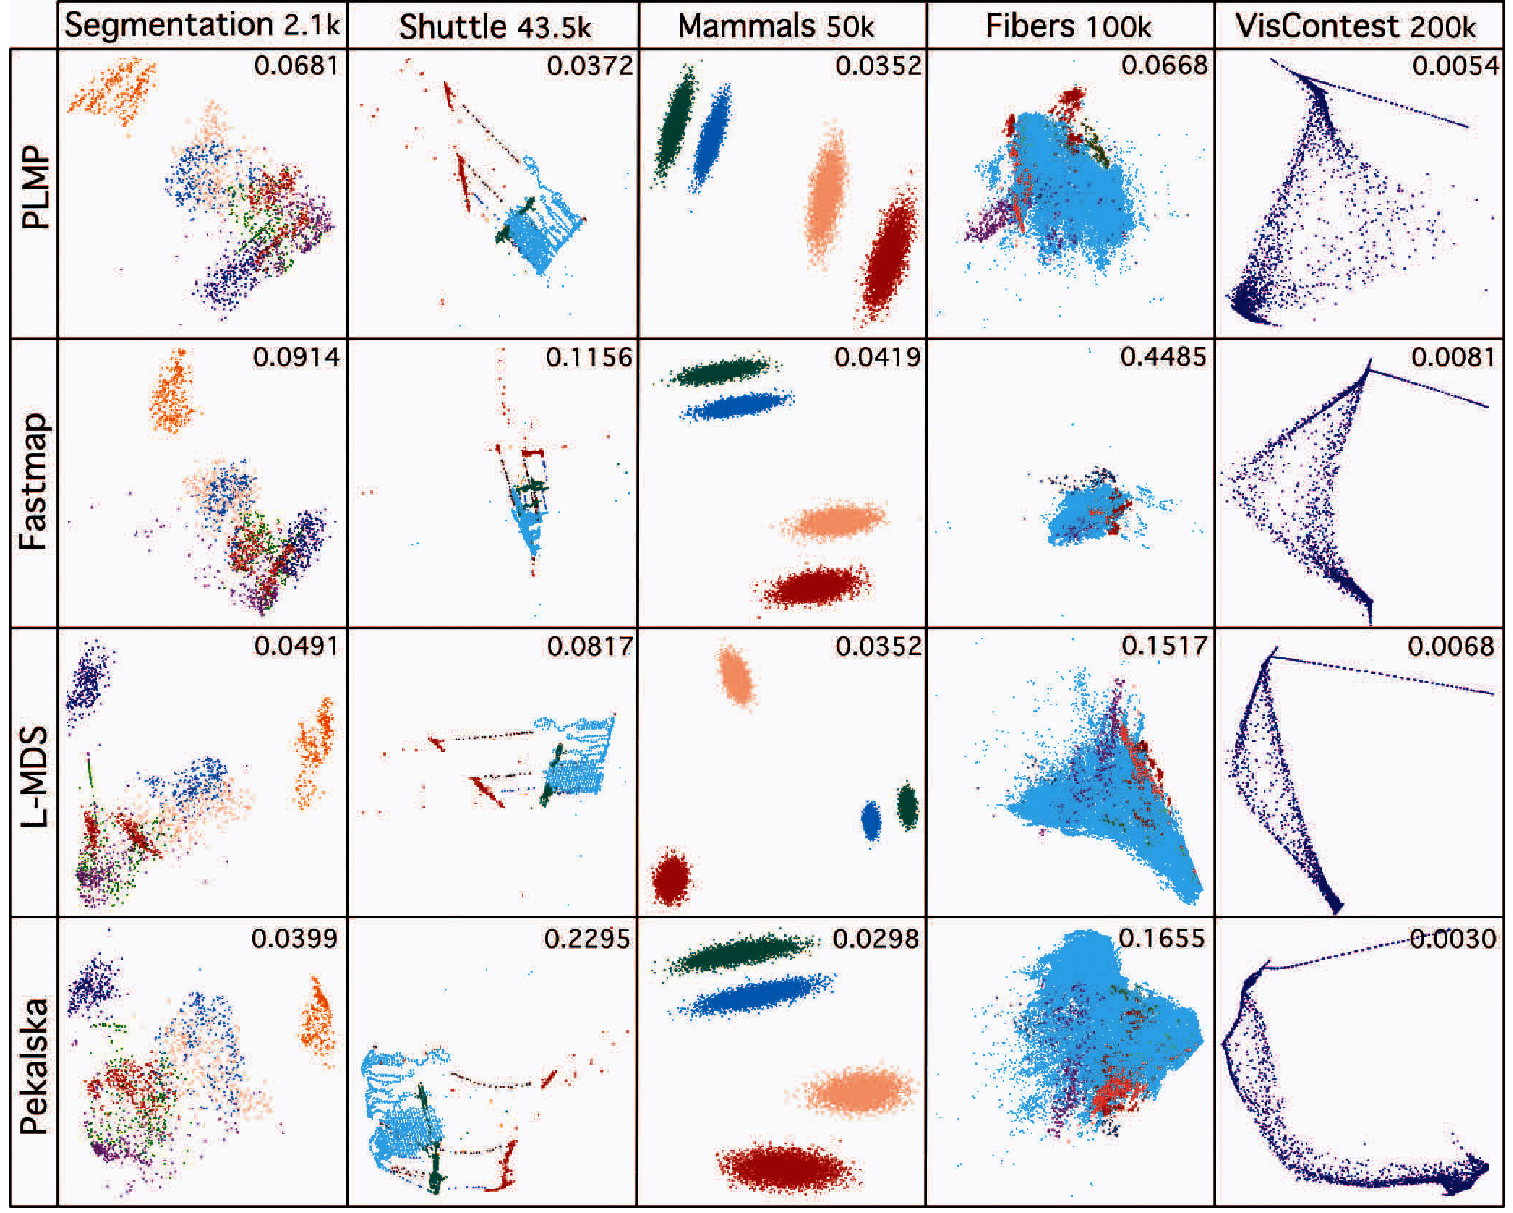 Segmentation 2.1k Shuttle 43.5k Mammals 50k Fibers 100k VisContest 200k
PLMP 0.0681 0.0372 0.0352 0.0668 0.0054
Fastmap 0.0914 0.1156 0.0419 0.4485 0.0081
L-MDS 0.0491 0.0817 0.0352 0.1517 0.0068
Pekalska 0.0399 0.2295 0.0298 0.1655 0.0030